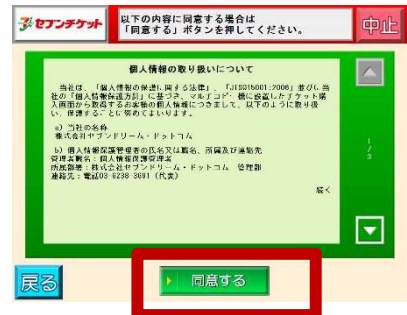 セブンチケット
以下の内容に同意する場合は
「同意する」ボタンを押してください。
中止
個人情報の取り扱いについて
当社は、「個人情報の保護に関する法律」、「JISQ15001:2006」並びに当
社の「個人情報保護方針」に基づき、マルチコピー機に設置したチケット購
入画面から取得するお客様の個人情報につきまして、以下のように取り扱
い、保護することに努めてまいります。
a) 当社の名称
株式会社セブンドリーム・ドットコム
b) 個人情報保護管理者の氏名又は職名、所属及び連絡先
管理者職名：個人情報保護管理者
所属部署：株式会社セブンドリーム・ドットコム 管理部
連絡先：電話03-6238-3691（代表）
続く
1/3
戻る
同意する